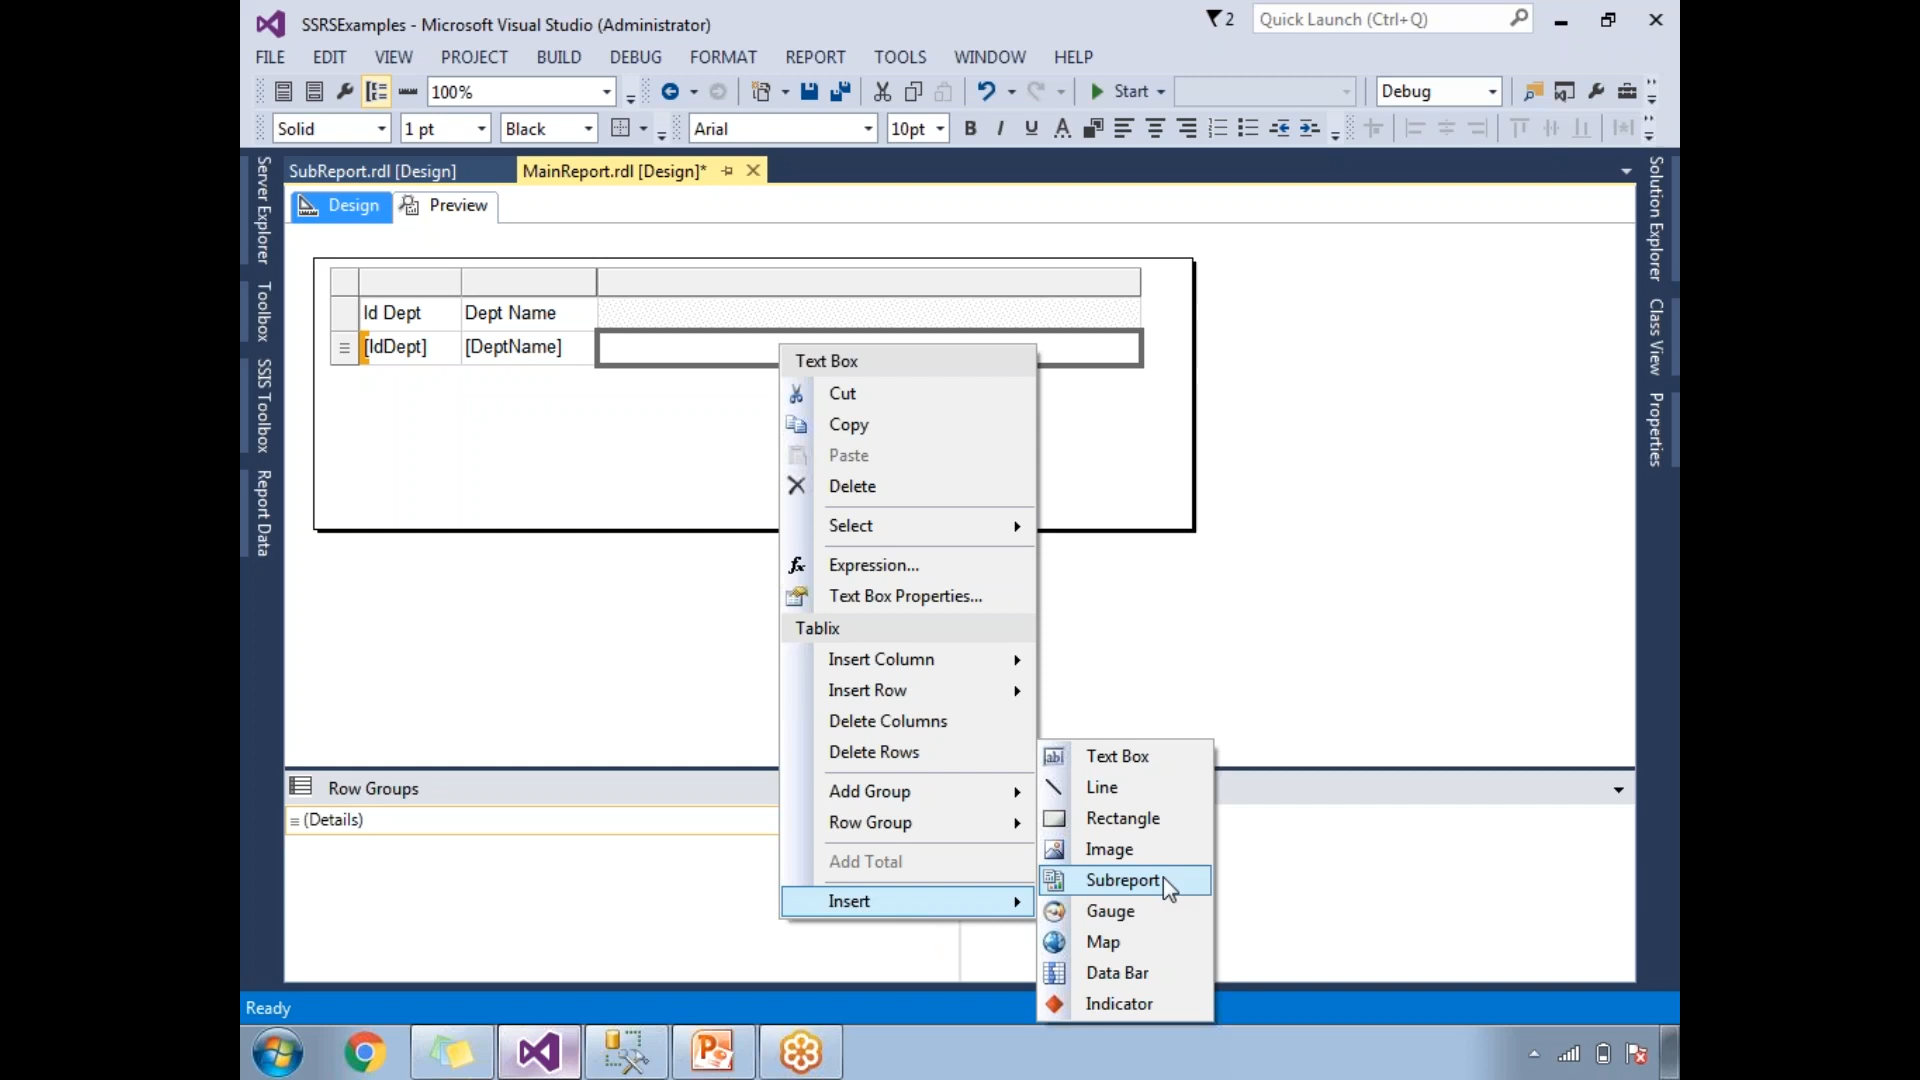 SSRSExamples - Microsoft Visual Studio (Administrator)
2
Quick Launch (Ctrl+Q)
FILE EDIT VIEW PROJECT BUILD DEBUG FORMAT REPORT TOOLS WINDOW HELP
100%
Start
Debug
Solid
1 pt
Black
Arial
10pt
B I U A
SubReport.rdl [Design]
MainReport.rdl [Design]*
Design
Preview
Server Explorer
Toolbox
SSIS Toolbox
Report Data
Solution Explorer
Class View
Properties
Id Dept
Dept Name
[IdDept]
[DeptName]
Text Box
Cut
Copy
Paste
Delete
Select
fx Expression...
Text Box Properties...
Tablix
Insert Column
Insert Row
Delete Columns
Delete Rows
Add Group
Row Group
Add Total
Insert
ab| Text Box
Line
Rectangle
Image
Subreport
Gauge
Map
Data Bar
Indicator
Row Groups
(Details)
Ready
P